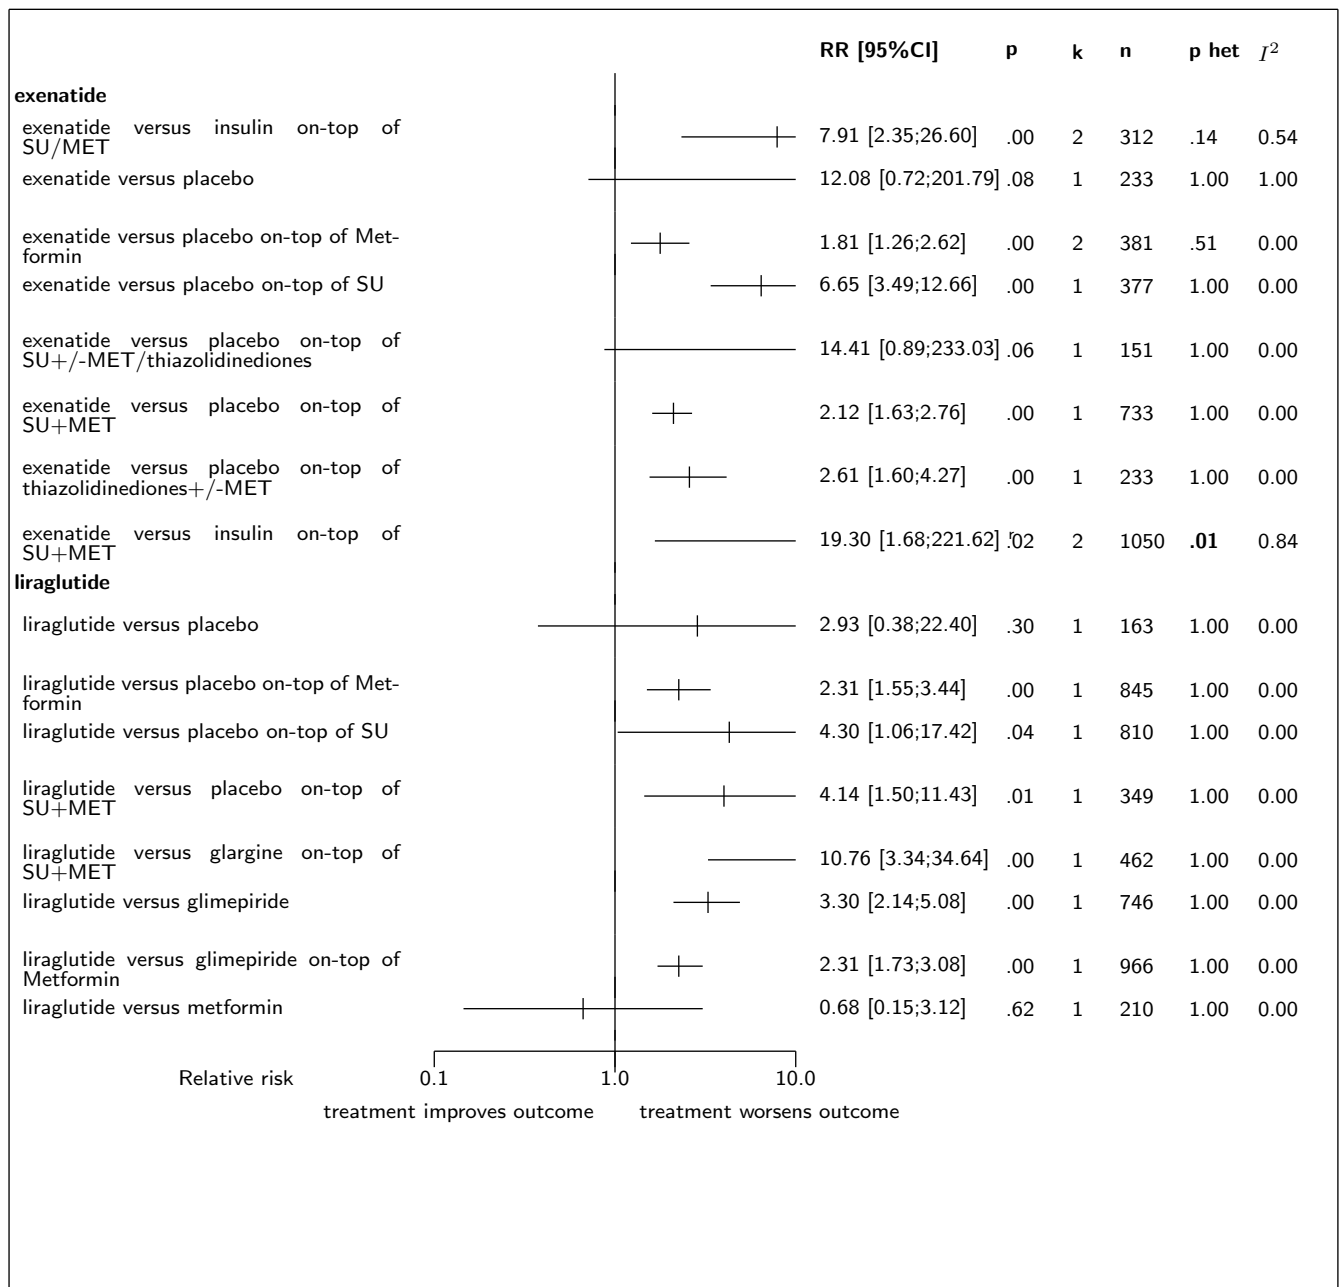 RR [95%CI] p k n p het I²
exenatide
exenatide versus insulin on-top of
SU/MET
7.91 [2.35;26.60] .00 2 312 .14 0.54
exenatide versus placebo 12.08 [0.72;201.79] .08 1 233 1.00 1.00
exenatide versus placebo on-top of Met-
formin
1.81 [1.26;2.62] .00 2 381 .51 0.00
exenatide versus placebo on-top of SU 6.65 [3.49;12.66] .00 1 377 1.00 0.00
exenatide versus placebo on-top of
SU+/-MET/thiazolidinediones
14.41 [0.89;233.03] .06 1 151 1.00 0.00
exenatide versus placebo on-top of
SU+MET
2.12 [1.63;2.76] .00 1 733 1.00 0.00
exenatide versus placebo on-top of
thiazolidinediones+/-MET
2.61 [1.60;4.27] .00 1 233 1.00 0.00
exenatide versus insulin on-top of
SU+MET
19.30 [1.68;221.62] .02 2 1050 .01 0.84
liraglutide
liraglutide versus placebo 2.93 [0.38;22.40] .30 1 163 1.00 0.00
liraglutide versus placebo on-top of Met-
formin
2.31 [1.55;3.44] .00 1 845 1.00 0.00
liraglutide versus placebo on-top of SU 4.30 [1.06;17.42] .04 1 810 1.00 0.00
liraglutide versus placebo on-top of
SU+MET
4.14 [1.50;11.43] .01 1 349 1.00 0.00
liraglutide versus glargine on-top of
SU+MET
10.76 [3.34;34.64] .00 1 462 1.00 0.00
liraglutide versus glimepiride 3.30 [2.14;5.08] .00 1 746 1.00 0.00
liraglutide versus glimepiride on-top of
Metformin
2.31 [1.73;3.08] .00 1 966 1.00 0.00
liraglutide versus metformin 0.68 [0.15;3.12] .62 1 210 1.00 0.00
Relative risk 0.1 1.0 10.0
treatment improves outcome treatment worsens outcome